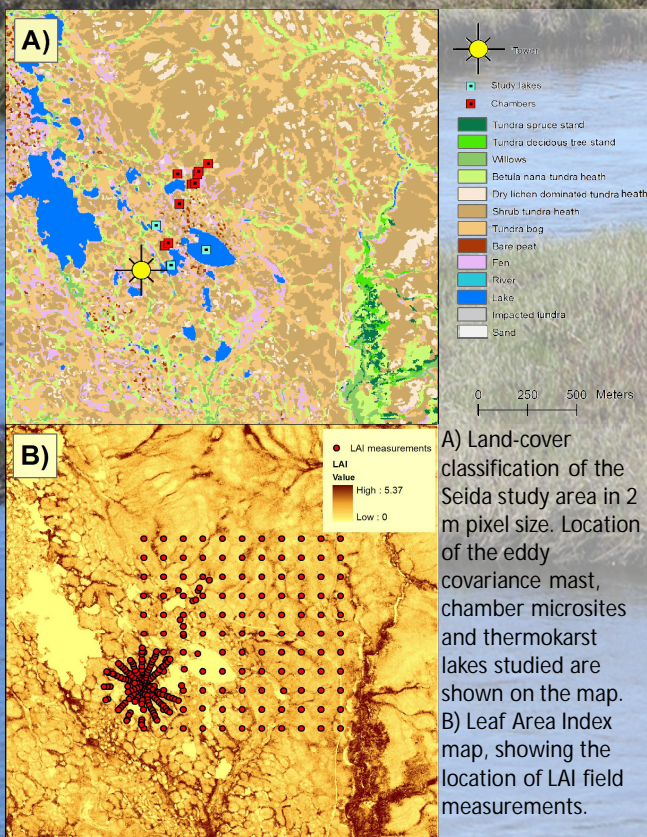 A)
Tower
Study lakes
Chambers
Tundra spruce stand
Tundra decidous tree stand
Willows
Betula nana tundra heath
Dry lichen dominated tundra heath
Shrub tundra heath
Tundra bog
Bare peat
Fen
River
Lake
Impacted tundra
Sand
0 250 500 Meters
B)
LAI measurements
LAI
Value
High : 5.37
Low : 0
A) Land-cover
classification of the
Seida study area in 2
m pixel size. Location
of the eddy
covariance mast,
chamber microsites
and thermokarst
lakes studied are
shown on the map.
B) Leaf Area Index
map, showing the
location of LAI field
measurements.